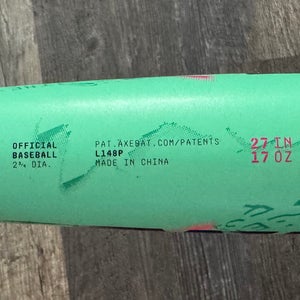 OFFICIAL
BASEBALL
2¾ DIA.
PAT.AXEBAT.COM/PATENTS
L148P
MADE IN CHINA
27 IN
17 OZ